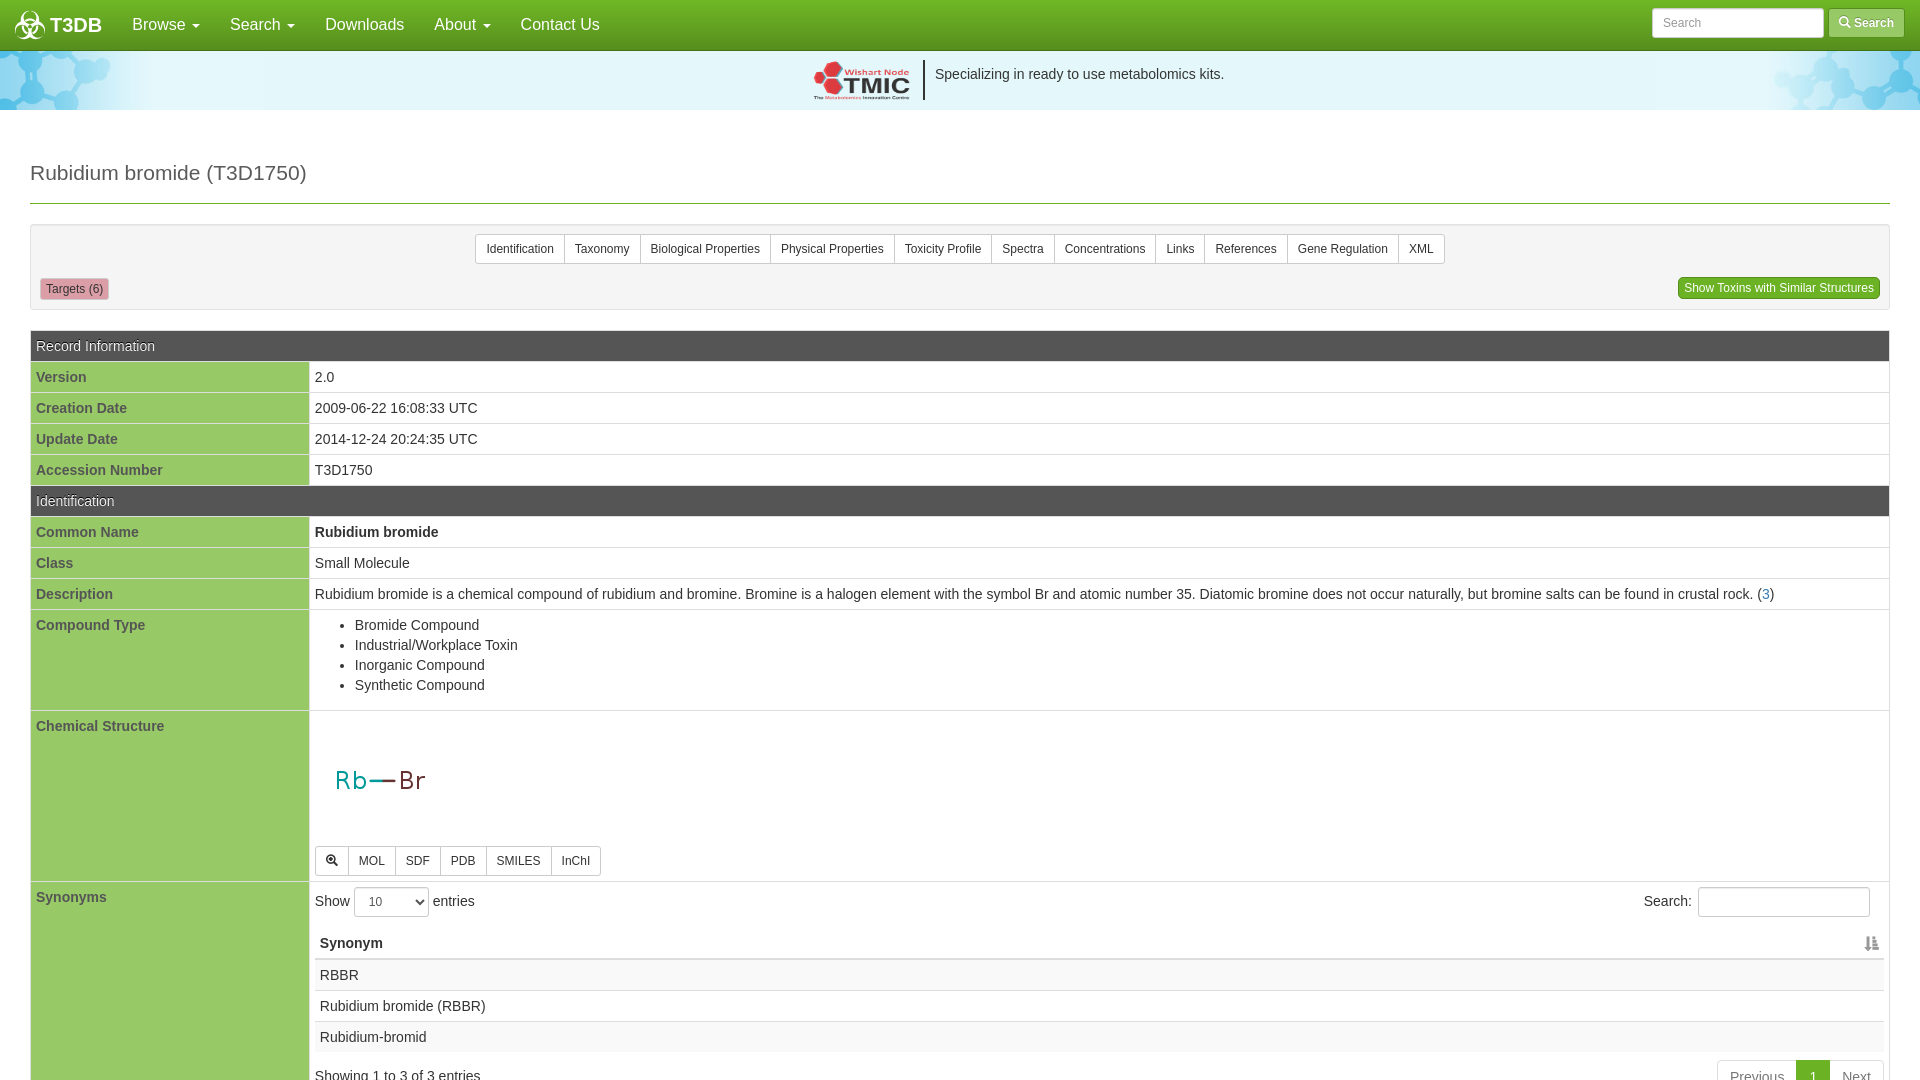 T3DB Browse Search Downloads About Contact Us Search Search
Wishart Node
TMIC
The Metabolomics Innovation Centre
Specializing in ready to use metabolomics kits.
Rubidium bromide (T3D1750)
Identification Taxonomy Biological Properties Physical Properties Toxicity Profile Spectra Concentrations Links References Gene Regulation XML
Targets (6) Show Toxins with Similar Structures
Record Information
Version 2.0
Creation Date 2009-06-22 16:08:33 UTC
Update Date 2014-12-24 20:24:35 UTC
Accession Number T3D1750
Identification
Common Name Rubidium bromide
Class Small Molecule
Description Rubidium bromide is a chemical compound of rubidium and bromine. Bromine is a halogen element with the symbol Br and atomic number 35. Diatomic bromine does not occur naturally, but bromine salts can be found in crustal rock. (3)
Compound Type
Bromide Compound
Industrial/Workplace Toxin
Inorganic Compound
Synthetic Compound
Chemical Structure
Rb Br
MOL SDF PDB SMILES InChI
Synonyms Show 10 entries Search:
Synonym
RBBR
Rubidium bromide (RBBR)
Rubidium-bromid
Showing 1 to 3 of 3 entries Previous 1 Next